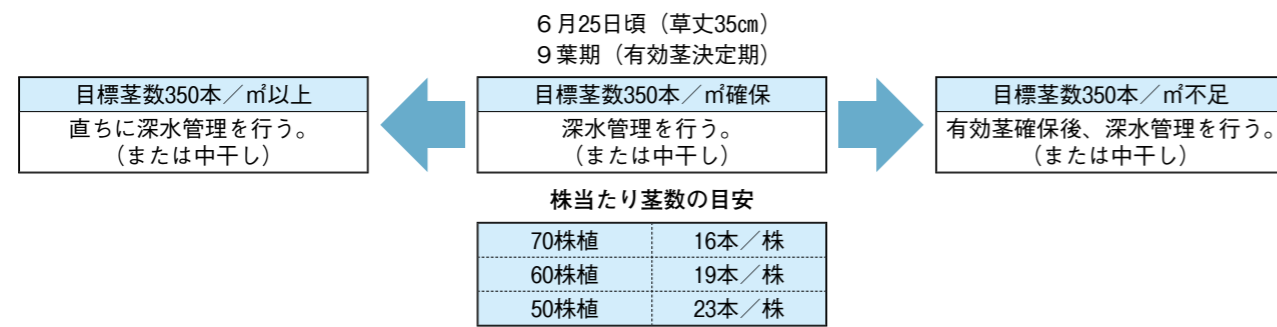 ６月25日頃（草丈35㎝）
９葉期（有効茎決定期）
目標茎数350本／㎡以上
直ちに深水管理を行う。
（または中干し）
目標茎数350本／㎡確保
深水管理を行う。
（または中干し）
目標茎数350本／㎡不足
有効茎確保後、深水管理を行う。
（または中干し）
株当たり茎数の目安
70株植 16本／株
60株植 19本／株
50株植 23本／株